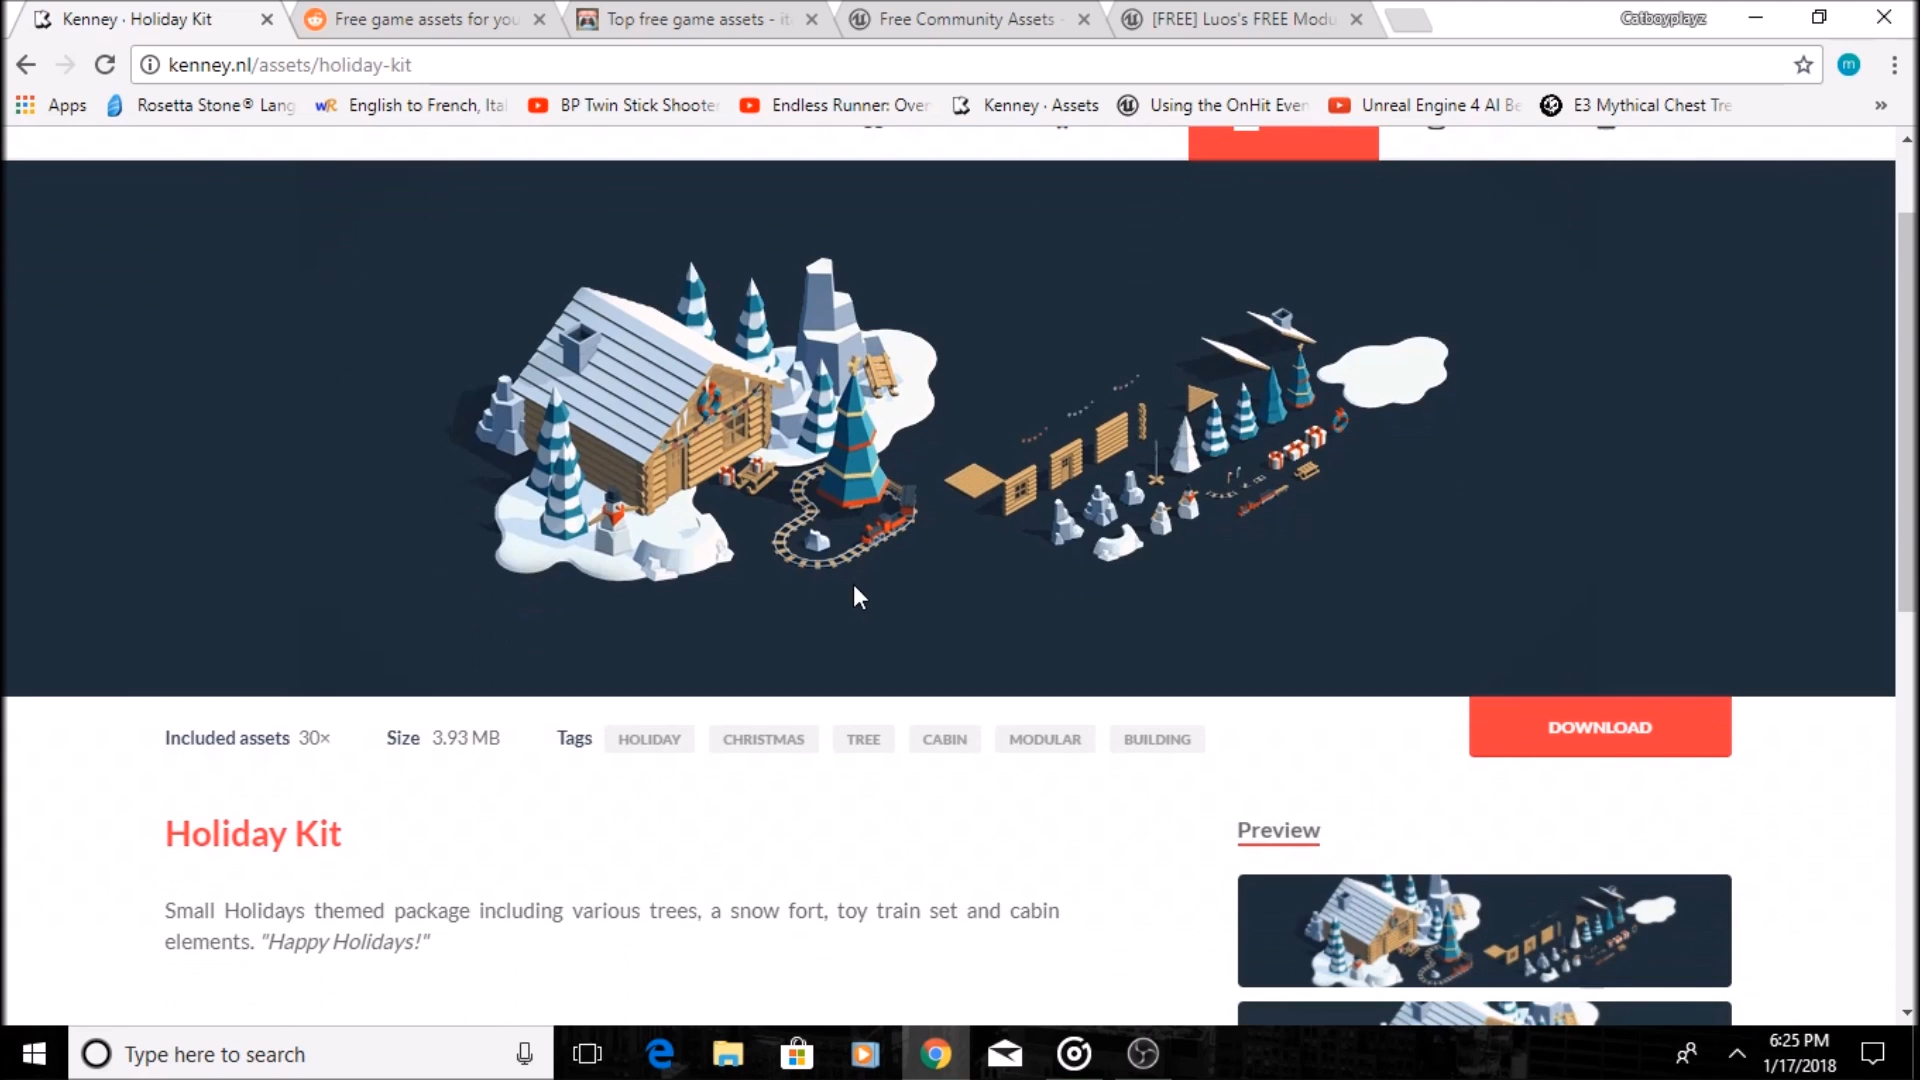 Kenney · Holiday Kit
Free game assets for you
Top free game assets - it
Free Community Assets -
[FREE] Luos's FREE Modu
Catboyplayz
kenney.nl/assets/holiday-kit
m
Apps
Rosetta Stone® Lang
wR English to French, Ital
BP Twin Stick Shooter
Endless Runner: Over
Kenney · Assets
Using the OnHit Even
Unreal Engine 4 AI Be
E3 Mythical Chest Tre
»
Included assets 30×
Size 3.93 MB
Tags HOLIDAY CHRISTMAS TREE CABIN MODULAR BUILDING
DOWNLOAD
Holiday Kit
Preview
Small Holidays themed package including various trees, a snow fort, toy train set and cabin
elements. "Happy Holidays!"
Type here to search
6:25 PM
1/17/2018